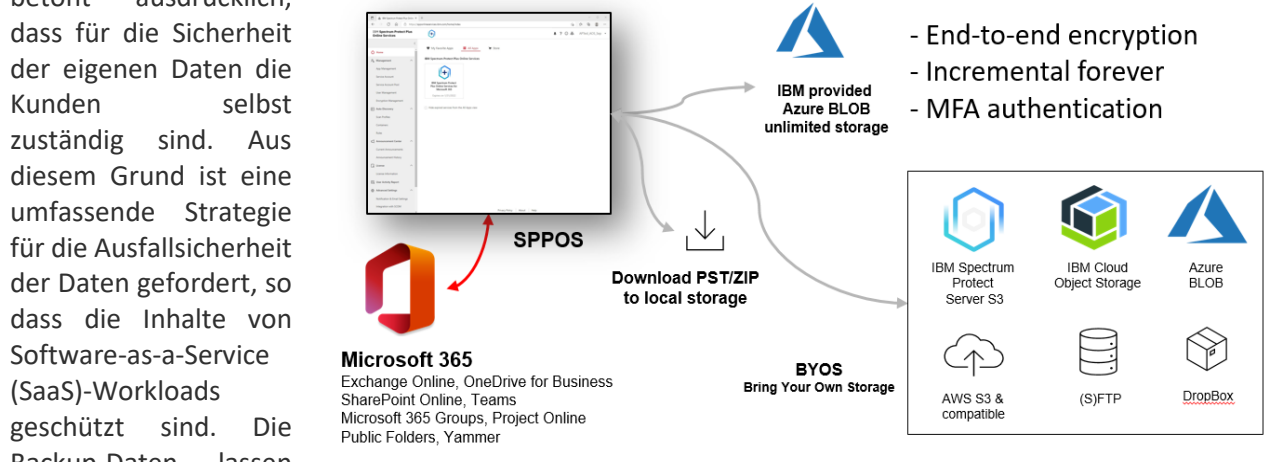 betont ausdrücklich,
dass für die Sicherheit
der eigenen Daten die
Kunden selbst
zuständig sind. Aus
diesem Grund ist eine
umfassende Strategie
für die Ausfallsicherheit
der Daten gefordert, so
dass die Inhalte von
Software-as-a-Service
(SaaS)-Workloads
geschützt sind. Die
Backup-Daten lassen
SPPOS
Microsoft 365
Exchange Online, OneDrive for Business
SharePoint Online, Teams
Microsoft 365 Groups, Project Online
Public Folders, Yammer
IBM provided
Azure BLOB
unlimited storage
Download PST/ZIP
to local storage
BYOS
Bring Your Own Storage
- End-to-end encryption
- Incremental forever
- MFA authentication
IBM Spectrum
Protect
Server S3
IBM Cloud
Object Storage
Azure
BLOB
AWS S3 &
compatible
(S)FTP
DropBox